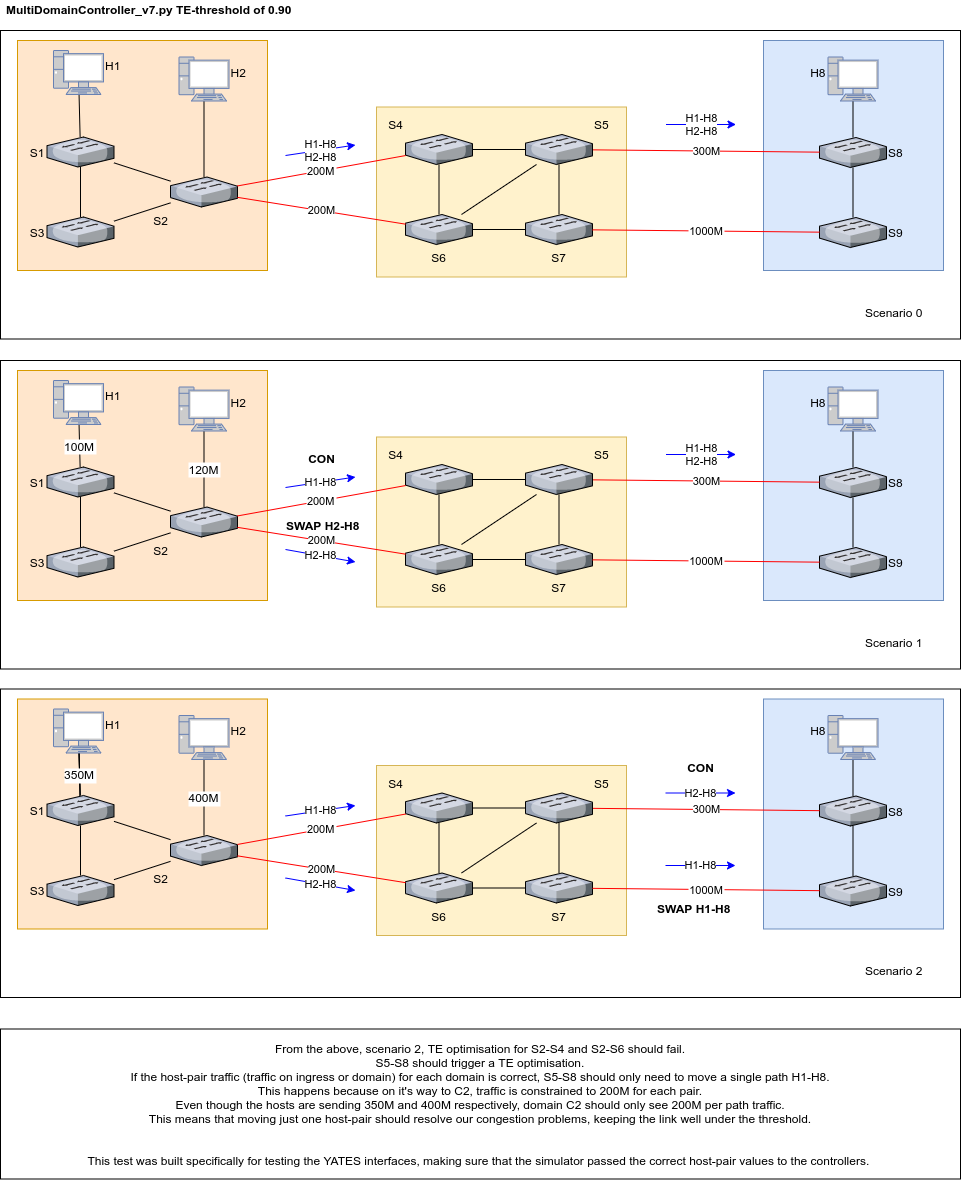 MultiDomainController_v7.py TE-threshold of 0.90
H1
H2
S1
S2
S3
H1-H8
H2-H8
200M
200M
S4
S5
S6
S7
H1-H8
H2-H8
300M
1000M
H8
S8
S9
Scenario 0
H1
H2
100M
120M
S1
S2
S3
CON
H1-H8
200M
SWAP H2-H8
200M
H2-H8
S4
S5
S6
S7
H1-H8
H2-H8
300M
1000M
H8
S8
S9
Scenario 1
H1
H2
350M
400M
S1
S2
S3
H1-H8
200M
200M
H2-H8
S4
S5
S6
S7
CON
H2-H8
300M
H1-H8
1000M
SWAP H1-H8
H8
S8
S9
Scenario 2
From the above, scenario 2, TE optimisation for S2-S4 and S2-S6 should fail.
S5-S8 should trigger a TE optimisation.
If the host-pair traffic (traffic on ingress or domain) for each domain is correct, S5-S8 should only need to move a single path H1-H8.
This happens because on it's way to C2, traffic is constrained to 200M for each pair.
Even though the hosts are sending 350M and 400M respectively, domain C2 should only see 200M per path traffic.
This means that moving just one host-pair should resolve our congestion problems, keeping the link well under the threshold.
This test was built specifically for testing the YATES interfaces, making sure that the simulator passed the correct host-pair values to the controllers.